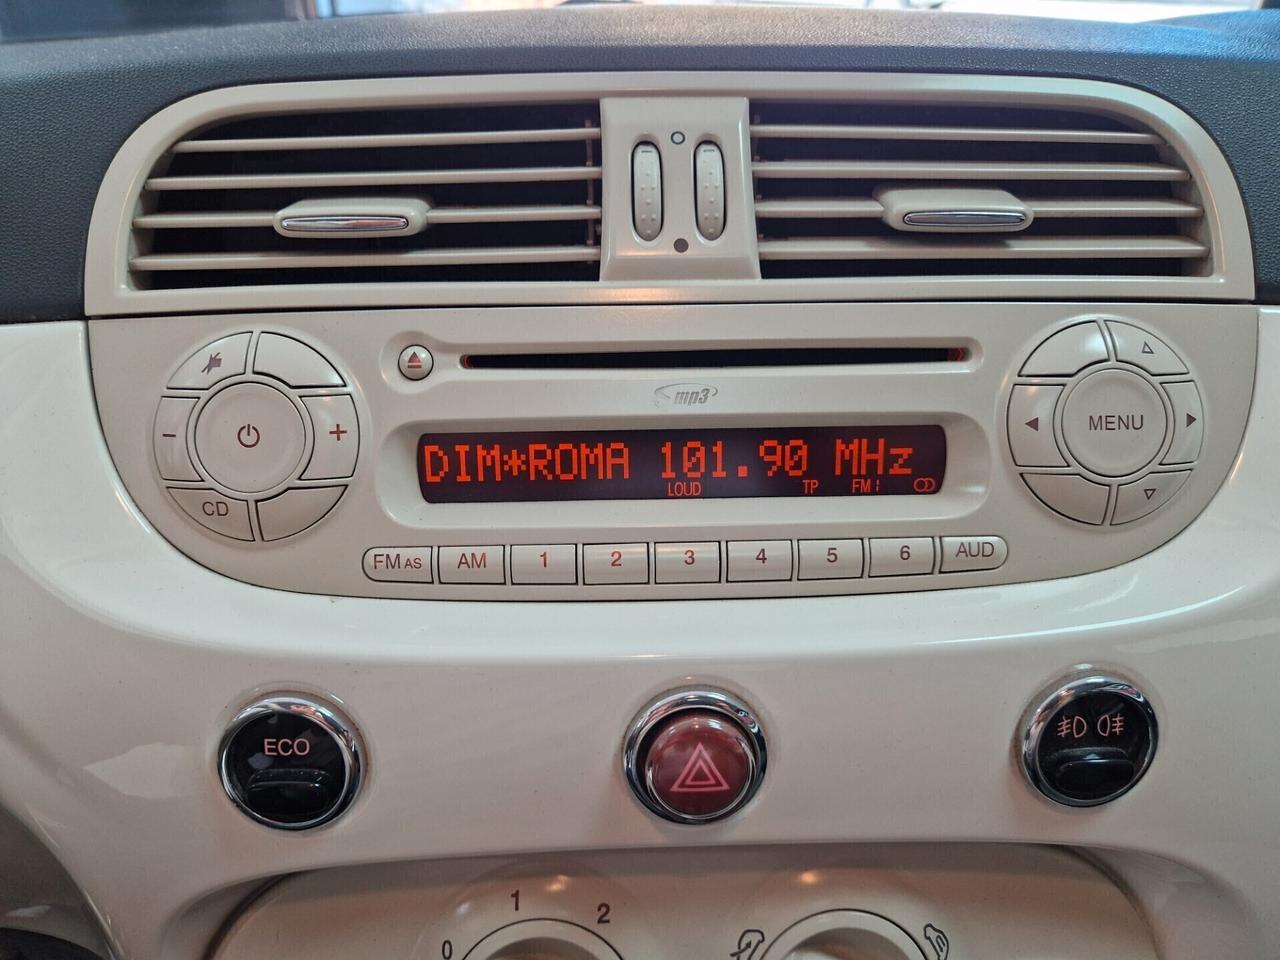 mp3
DIM*ROMA 101.90 MHz
LOUD TP FM1
- +
CD
MENU
FM AS AM 1 2 3 4 5 6 AUD
ECO
0 1 2